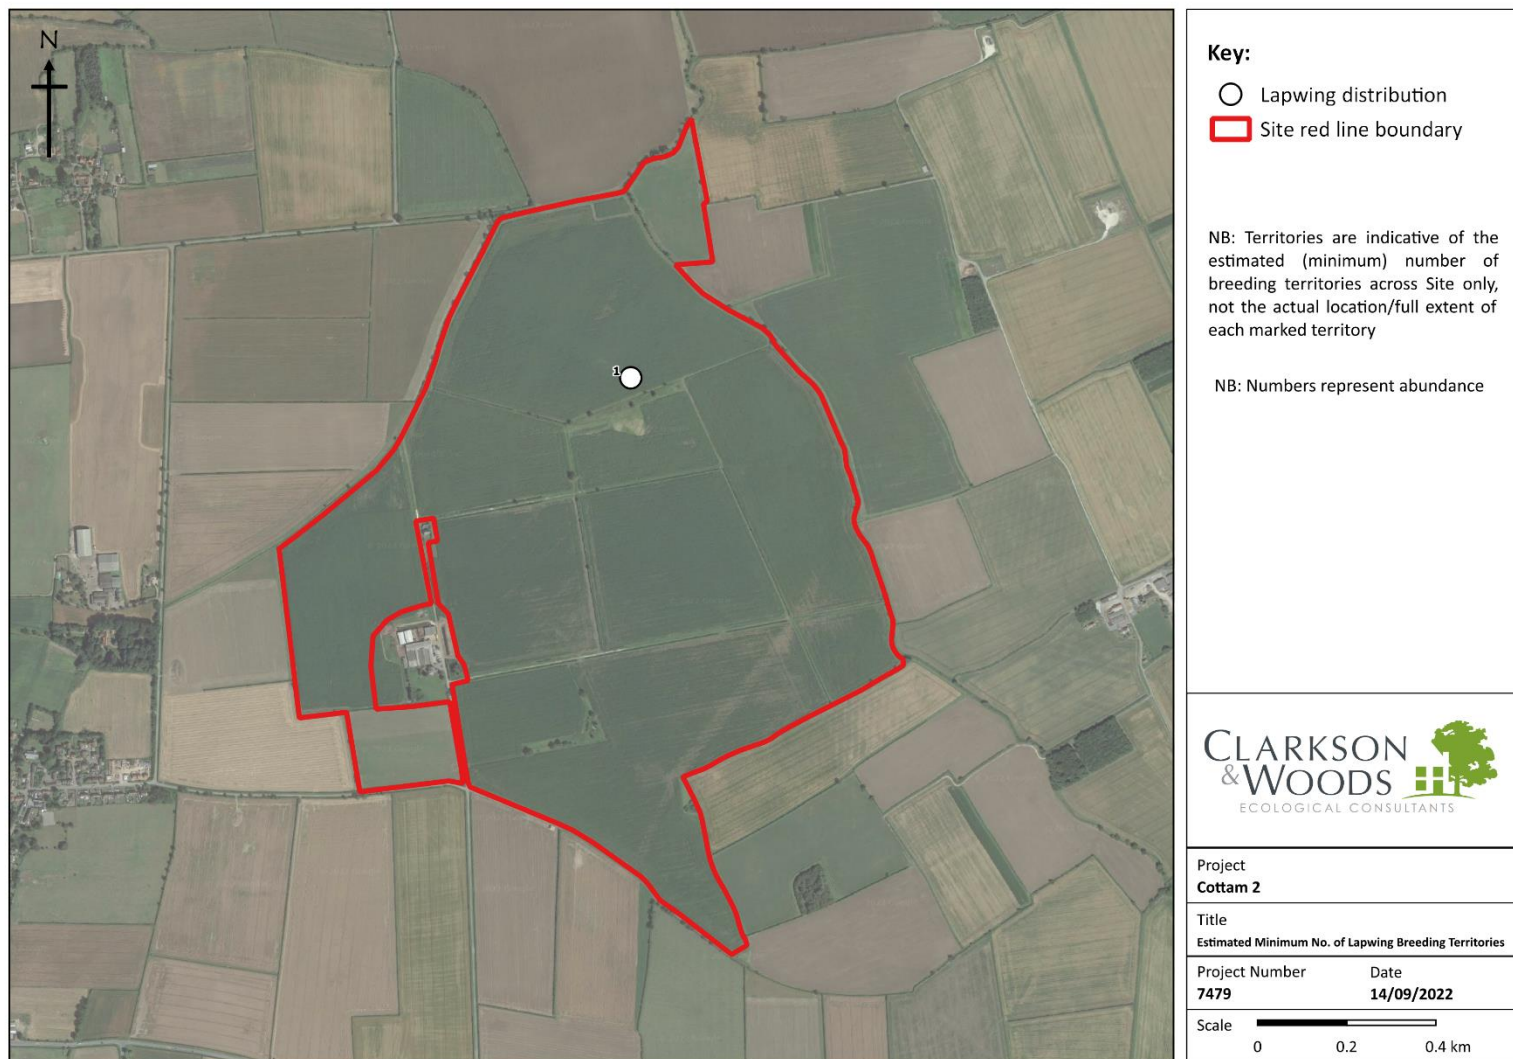 N
1
Key:
Lapwing distribution
Site red line boundary
NB: Territories are indicative of the
estimated (minimum) number of
breeding territories across Site only,
not the actual location/full extent of
each marked territory
NB: Numbers represent abundance
CLARKSON
& WOODS
ECOLOGICAL CONSULTANTS
Project
Cottam 2
Title
Estimated Minimum No. of Lapwing Breeding Territories
Project Number Date
7479 14/09/2022
Scale
0 0.2 0.4 km